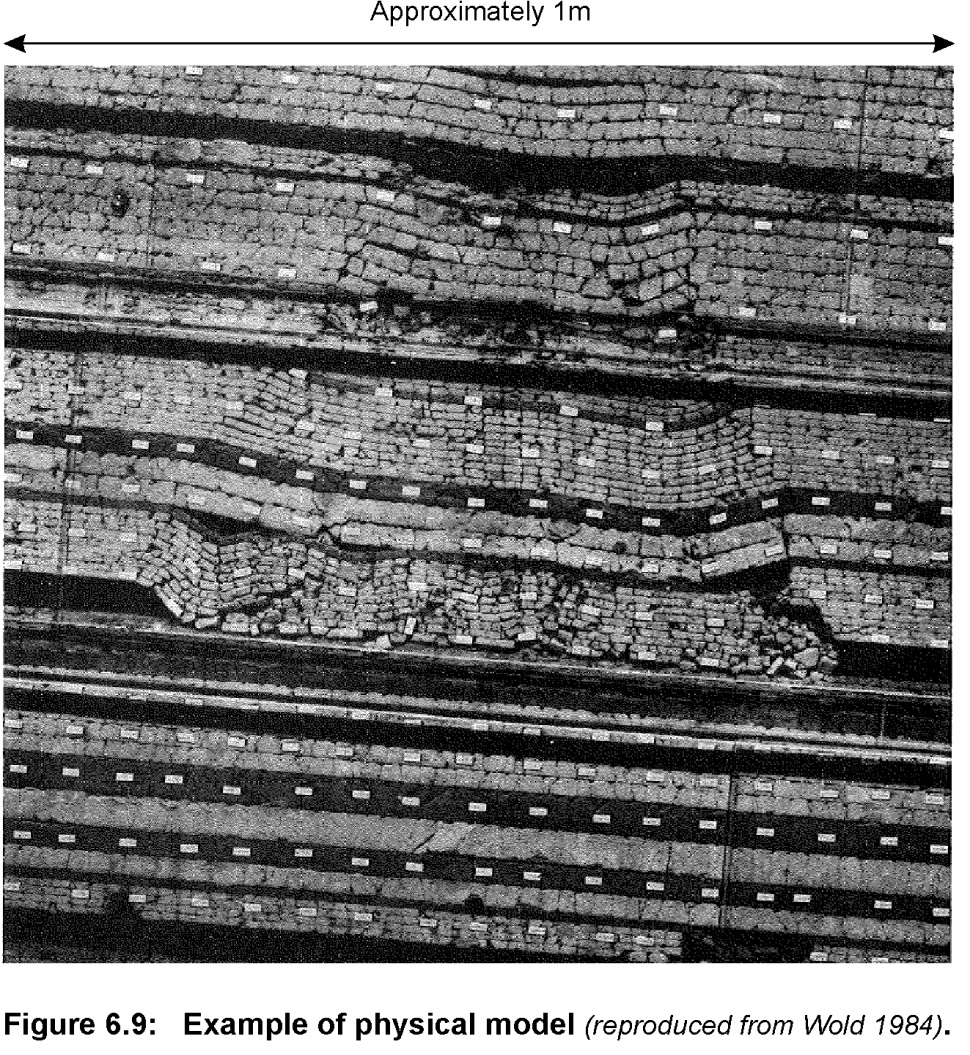 Approximately 1m
Figure 6.9: Example of physical model (reproduced from Wold 1984).